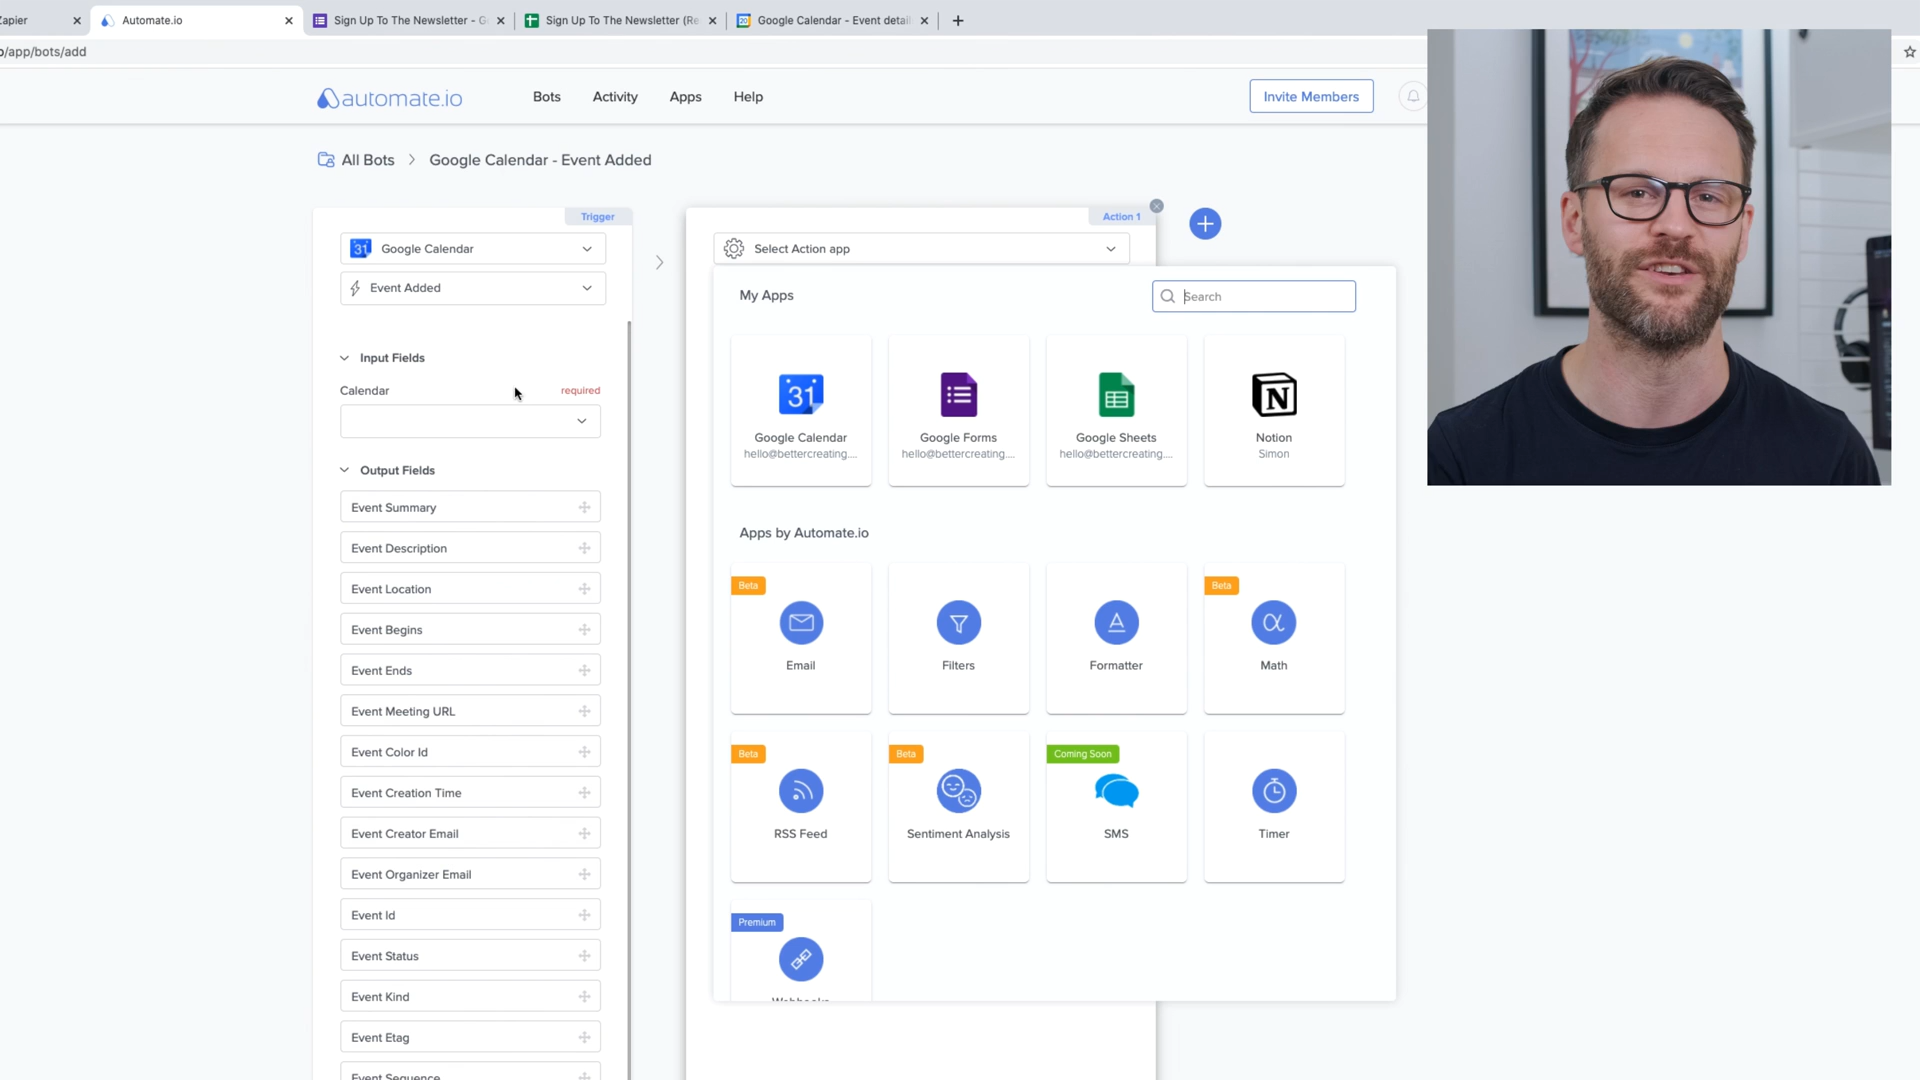 Zapier
Automate.io
Sign Up To The Newsletter - G
Sign Up To The Newsletter (Re
Google Calendar - Event detail
o/app/bots/add
automate.io
Bots
Activity
Apps
Help
Invite Members
All Bots
Google Calendar - Event Added
Trigger
Google Calendar
Event Added
Input Fields
Calendar
required
Output Fields
Event Summary
Event Description
Event Location
Event Begins
Event Ends
Event Meeting URL
Event Color Id
Event Creation Time
Event Creator Email
Event Organizer Email
Event Id
Event Status
Event Kind
Event Etag
Event Sequence
Action 1
Select Action app
My Apps
Search
31
Google Calendar
hello@bettercreating....
Google Forms
hello@bettercreating....
Google Sheets
hello@bettercreating....
Notion
Simon
Apps by Automate.io
Beta
Email
Filters
Formatter
Beta
Math
Beta
RSS Feed
Beta
Sentiment Analysis
Coming Soon
SMS
Timer
Premium
Webhooks